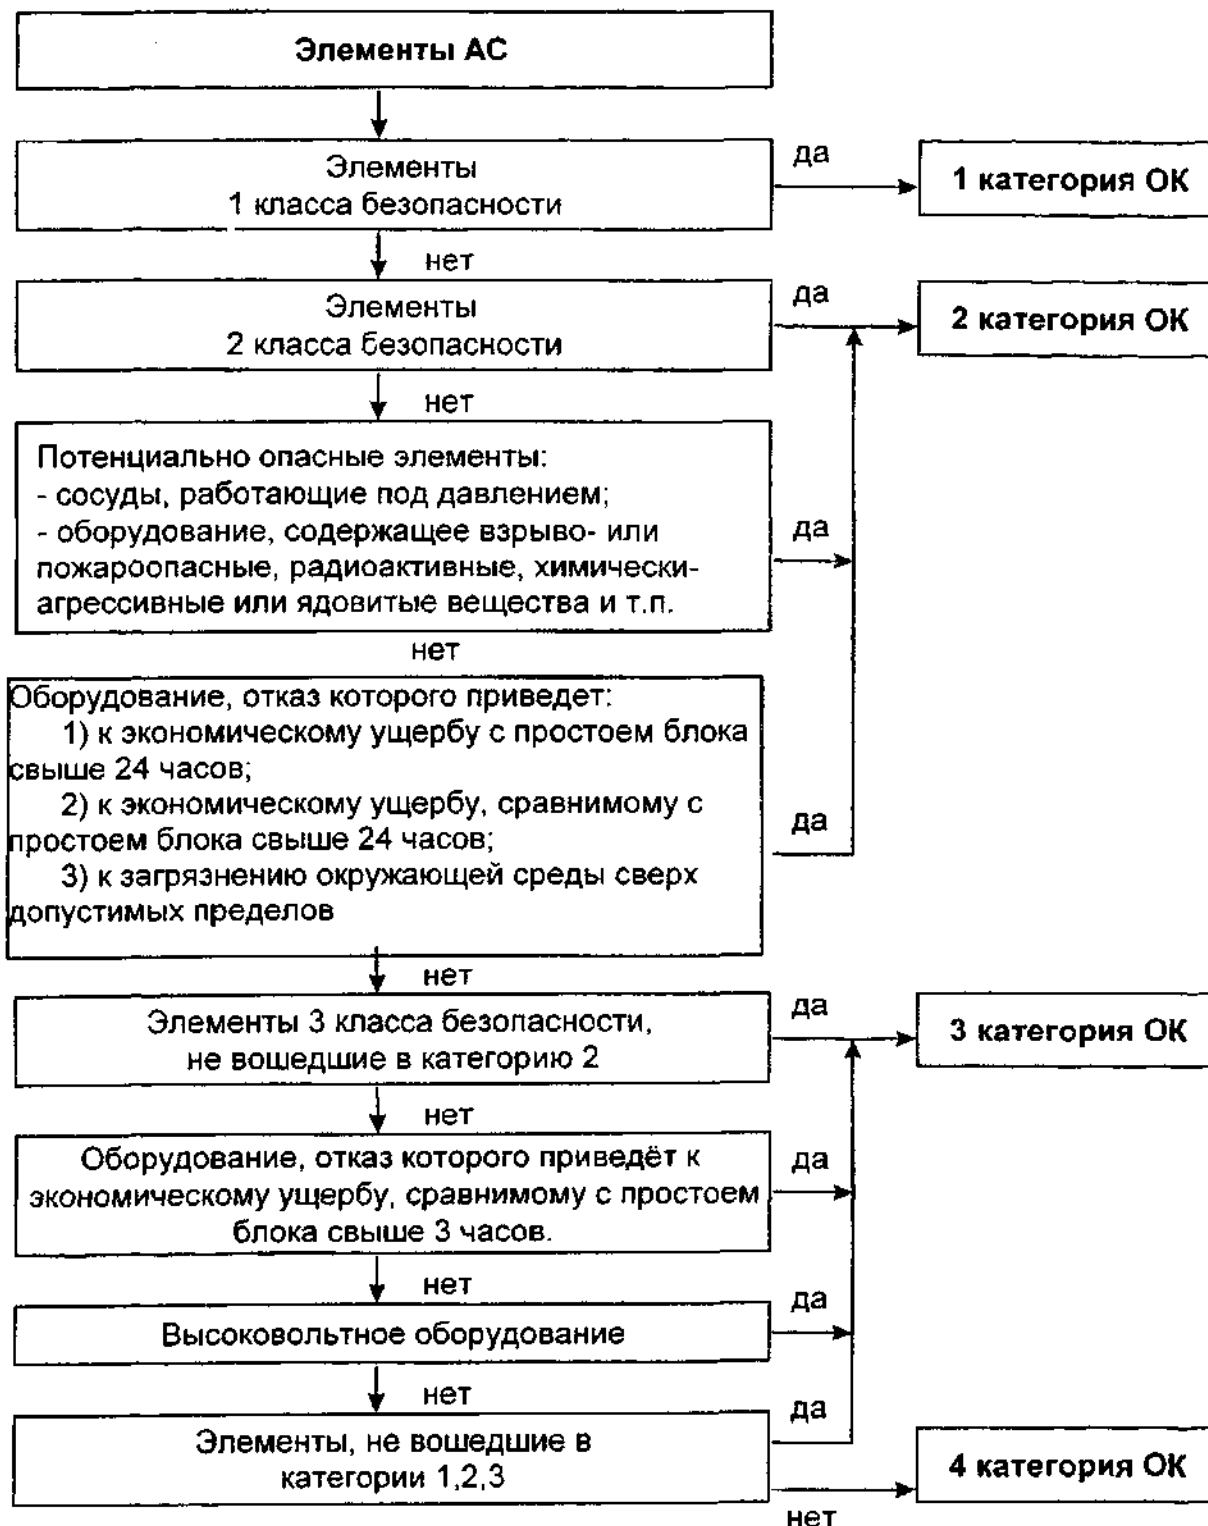 Элементы АС
Элементы
1 класса безопасности
да
1 категория ОК
нет
Элементы
2 класса безопасности
да
2 категория ОК
нет
Потенциально опасные элементы:
- сосуды, работающие под давлением;
- оборудование, содержащее взрыво- или
пожароопасные, радиоактивные, химически-
агрессивные или ядовитые вещества и т.п.
да
нет
Оборудование, отказ которого приведет:
1) к экономическому ущербу с простоем блока
свыше 24 часов;
2) к экономическому ущербу, сравнимому с
простоем блока свыше 24 часов;
3) к загрязнению окружающей среды сверх
допустимых пределов
да
нет
Элементы 3 класса безопасности,
не вошедшие в категорию 2
да
3 категория ОК
нет
Оборудование, отказ которого приведёт к
экономическому ущербу, сравнимому с простоем
блока свыше 3 часов.
да
нет
Высоковольтное оборудование
да
нет
Элементы, не вошедшие в
категории 1,2,3
да
4 категория ОК
нет